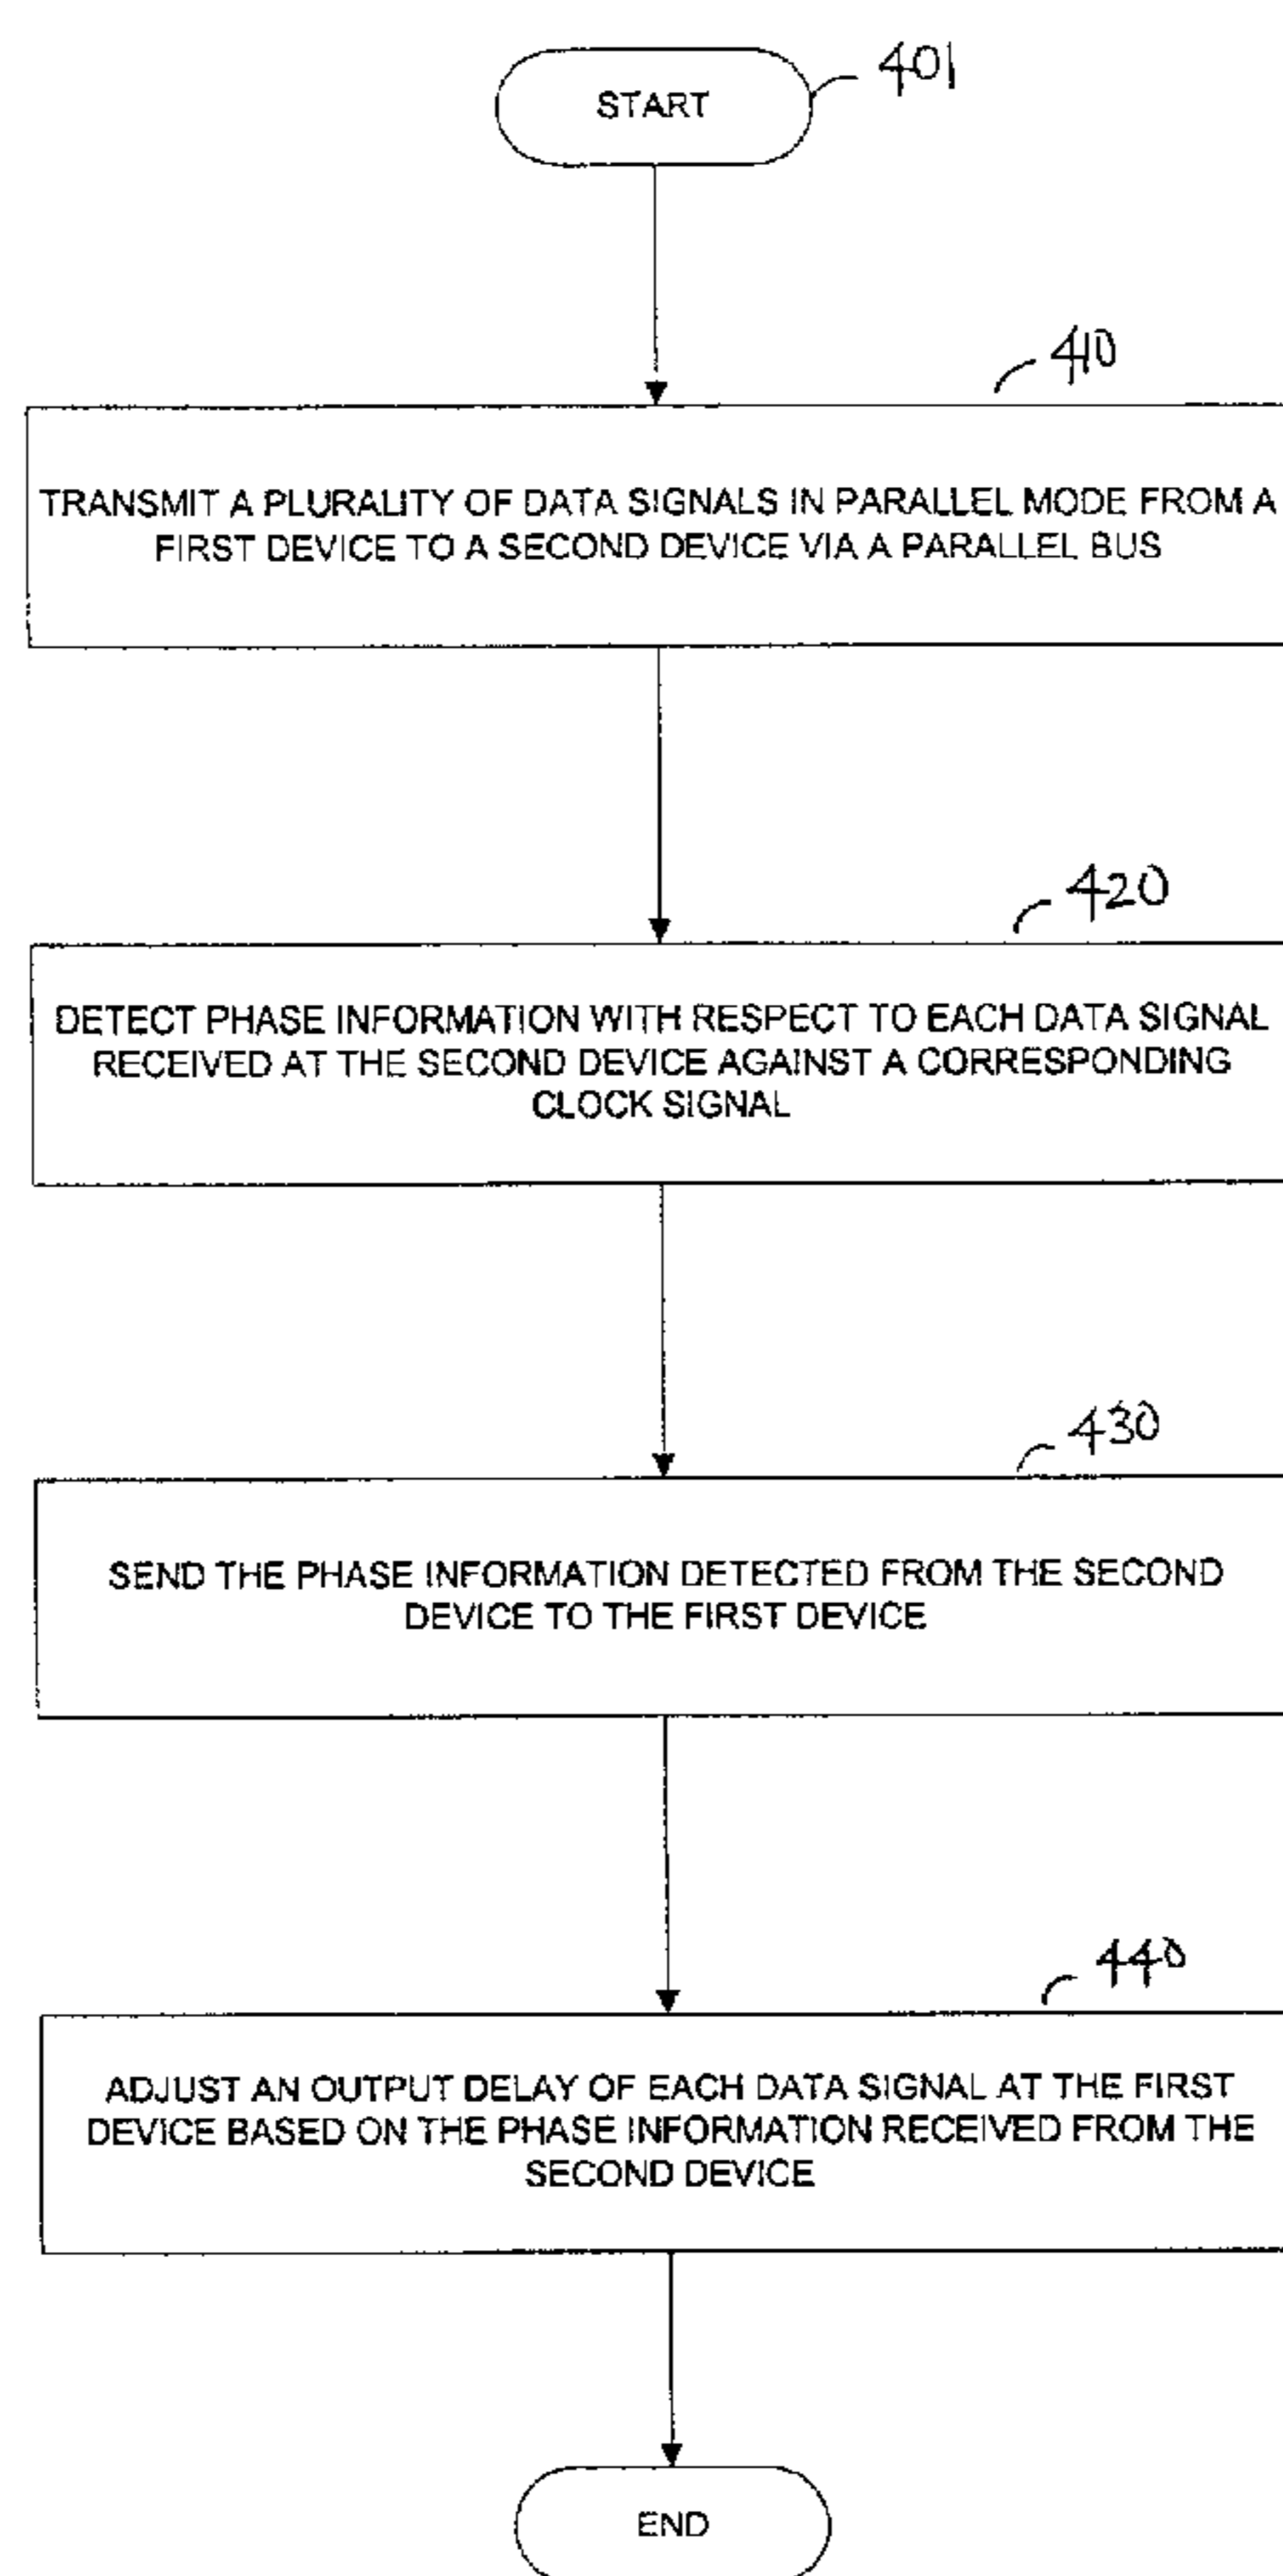 START
401
410
TRANSMIT A PLURALITY OF DATA SIGNALS IN PARALLEL MODE FROM A
FIRST DEVICE TO A SECOND DEVICE VIA A PARALLEL BUS
420
DETECT PHASE INFORMATION WITH RESPECT TO EACH DATA SIGNAL
RECEIVED AT THE SECOND DEVICE AGAINST A CORRESPONDING
CLOCK SIGNAL
430
SEND THE PHASE INFORMATION DETECTED FROM THE SECOND
DEVICE TO THE FIRST DEVICE
440
ADJUST AN OUTPUT DELAY OF EACH DATA SIGNAL AT THE FIRST
DEVICE BASED ON THE PHASE INFORMATION RECEIVED FROM THE
SECOND DEVICE
END